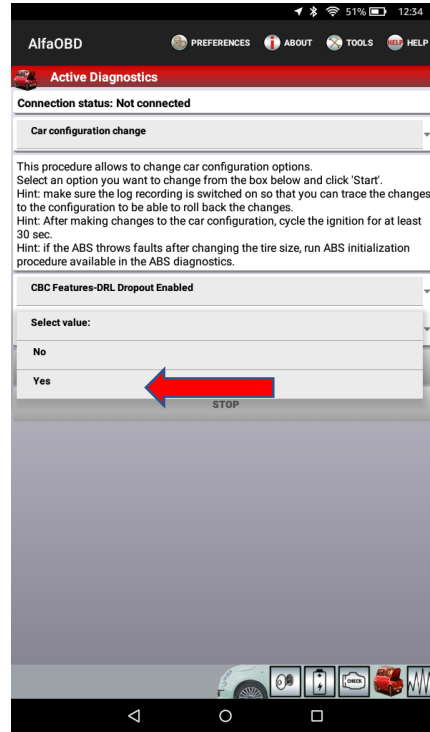 51% 12:34
AlfaOBD PREFERENCES ABOUT TOOLS HELP HELP
Active Diagnostics
Connection status: Not connected
Car configuration change
This procedure allows to change car configuration options.
Select an option you want to change from the box below and click 'Start'.
Hint: make sure the log recording is switched on so that you can trace the changes
to the configuration to be able to roll back the changes.
Hint: After making changes to the car configuration, cycle the ignition for at least
30 sec.
Hint: if the ABS throws faults after changing the tire size, run ABS initialization
procedure available in the ABS diagnostics.
CBC Features-DRL Dropout Enabled
Select value:
No
Yes
STOP
CHECK